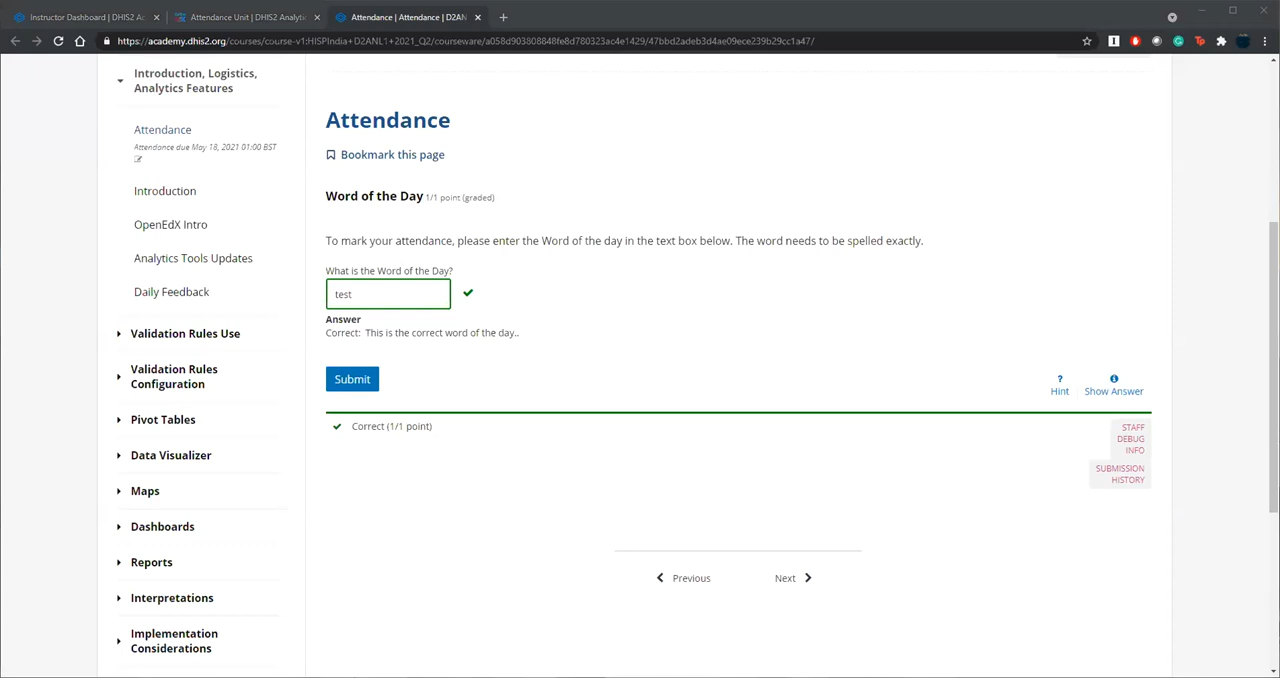 Instructor Dashboard | DHIS2 Ac
Attendance Unit | DHIS2 Analytic
Attendance | Attendance | D2AN
https://academy.dhis2.org/courses/course-v1:HISPIndia+D2ANL1+2021_Q2/courseware/a058d903808848fe8d780323ac4e1429/47bbd2adeb3d4ae09ece239b29cc1a47/
Introduction, Logistics,
Analytics Features
Attendance
Attendance due May 18, 2021 01:00 BST
Introduction
OpenEdX Intro
Analytics Tools Updates
Daily Feedback
Validation Rules Use
Validation Rules
Configuration
Pivot Tables
Data Visualizer
Maps
Dashboards
Reports
Interpretations
Implementation
Considerations
Attendance
Bookmark this page
Word of the Day 1/1 point (graded)
To mark your attendance, please enter the Word of the day in the text box below. The word needs to be spelled exactly.
What is the Word of the Day?
test
Answer
Correct: This is the correct word of the day..
Submit
Hint
Show Answer
Correct (1/1 point)
STAFF
DEBUG
INFO
SUBMISSION
HISTORY
Previous
Next